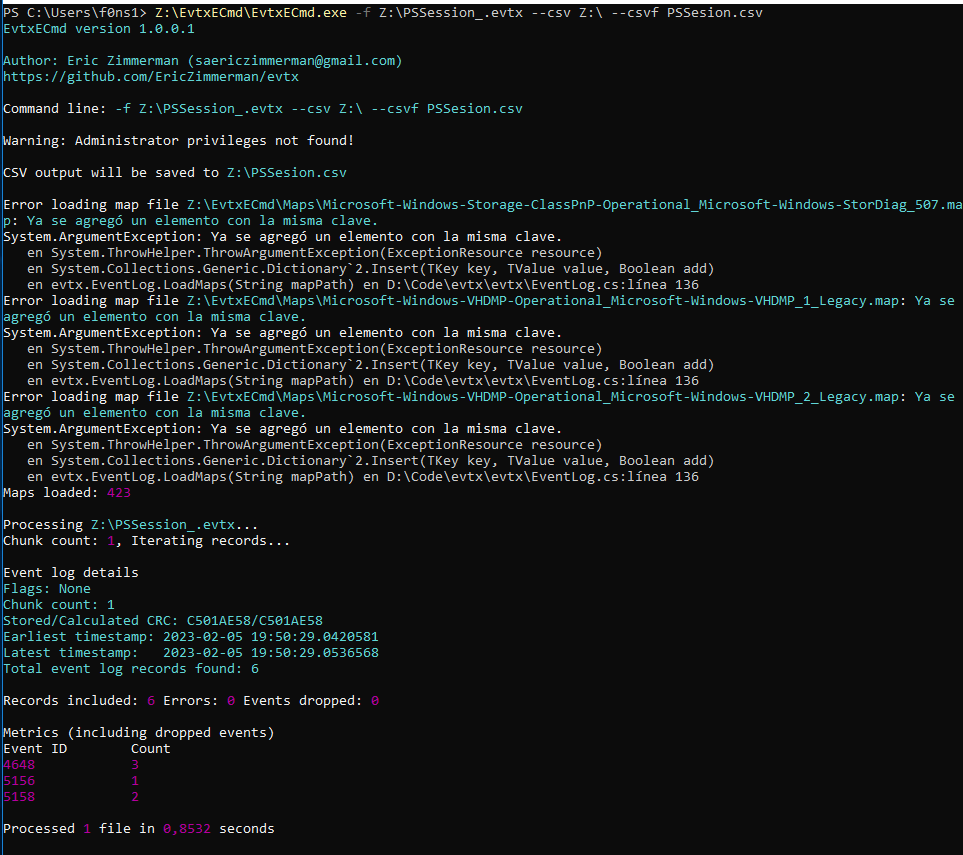 PS C:\Users\f0ns1> Z:\EvtxECmd\EvtxECmd.exe -f Z:\PSSession_.evtx --csv Z:\ --csvf PSSesion.csv
EvtxECmd version 1.0.0.1
Author: Eric Zimmerman (saericzimmerman@gmail.com)
https://github.com/EricZimmerman/evtx
Command line: -f Z:\PSSession_.evtx --csv Z:\ --csvf PSSesion.csv
Warning: Administrator privileges not found!
CSV output will be saved to Z:\PSSesion.csv
Error loading map file Z:\EvtxECmd\Maps\Microsoft-Windows-Storage-ClassPnP-Operational_Microsoft-Windows-StorDiag_507.ma
p: Ya se agregó un elemento con la misma clave.
System.ArgumentException: Ya se agregó un elemento con la misma clave.
   en System.ThrowHelper.ThrowArgumentException(ExceptionResource resource)
   en System.Collections.Generic.Dictionary`2.Insert(TKey key, TValue value, Boolean add)
   en evtx.EventLog.LoadMaps(String mapPath) en D:\Code\evtx\evtx\EventLog.cs:línea 136
Error loading map file Z:\EvtxECmd\Maps\Microsoft-Windows-VHDMP-Operational_Microsoft-Windows-VHDMP_1_Legacy.map: Ya se
agregó un elemento con la misma clave.
System.ArgumentException: Ya se agregó un elemento con la misma clave.
   en System.ThrowHelper.ThrowArgumentException(ExceptionResource resource)
   en System.Collections.Generic.Dictionary`2.Insert(TKey key, TValue value, Boolean add)
   en evtx.EventLog.LoadMaps(String mapPath) en D:\Code\evtx\evtx\EventLog.cs:línea 136
Error loading map file Z:\EvtxECmd\Maps\Microsoft-Windows-VHDMP-Operational_Microsoft-Windows-VHDMP_2_Legacy.map: Ya se
agregó un elemento con la misma clave.
System.ArgumentException: Ya se agregó un elemento con la misma clave.
   en System.ThrowHelper.ThrowArgumentException(ExceptionResource resource)
   en System.Collections.Generic.Dictionary`2.Insert(TKey key, TValue value, Boolean add)
   en evtx.EventLog.LoadMaps(String mapPath) en D:\Code\evtx\evtx\EventLog.cs:línea 136
Maps loaded: 423
Processing Z:\PSSession_.evtx...
Chunk count: 1, Iterating records...
Event log details
Flags: None
Chunk count: 1
Stored/Calculated CRC: C501AE58/C501AE58
Earliest timestamp: 2023-02-05 19:50:29.0420581
Latest timestamp:   2023-02-05 19:50:29.0536568
Total event log records found: 6
Records included: 6 Errors: 0 Events dropped: 0
Metrics (including dropped events)
Event ID        Count
4648            3
5156            1
5158            2
Processed 1 file in 0,8532 seconds